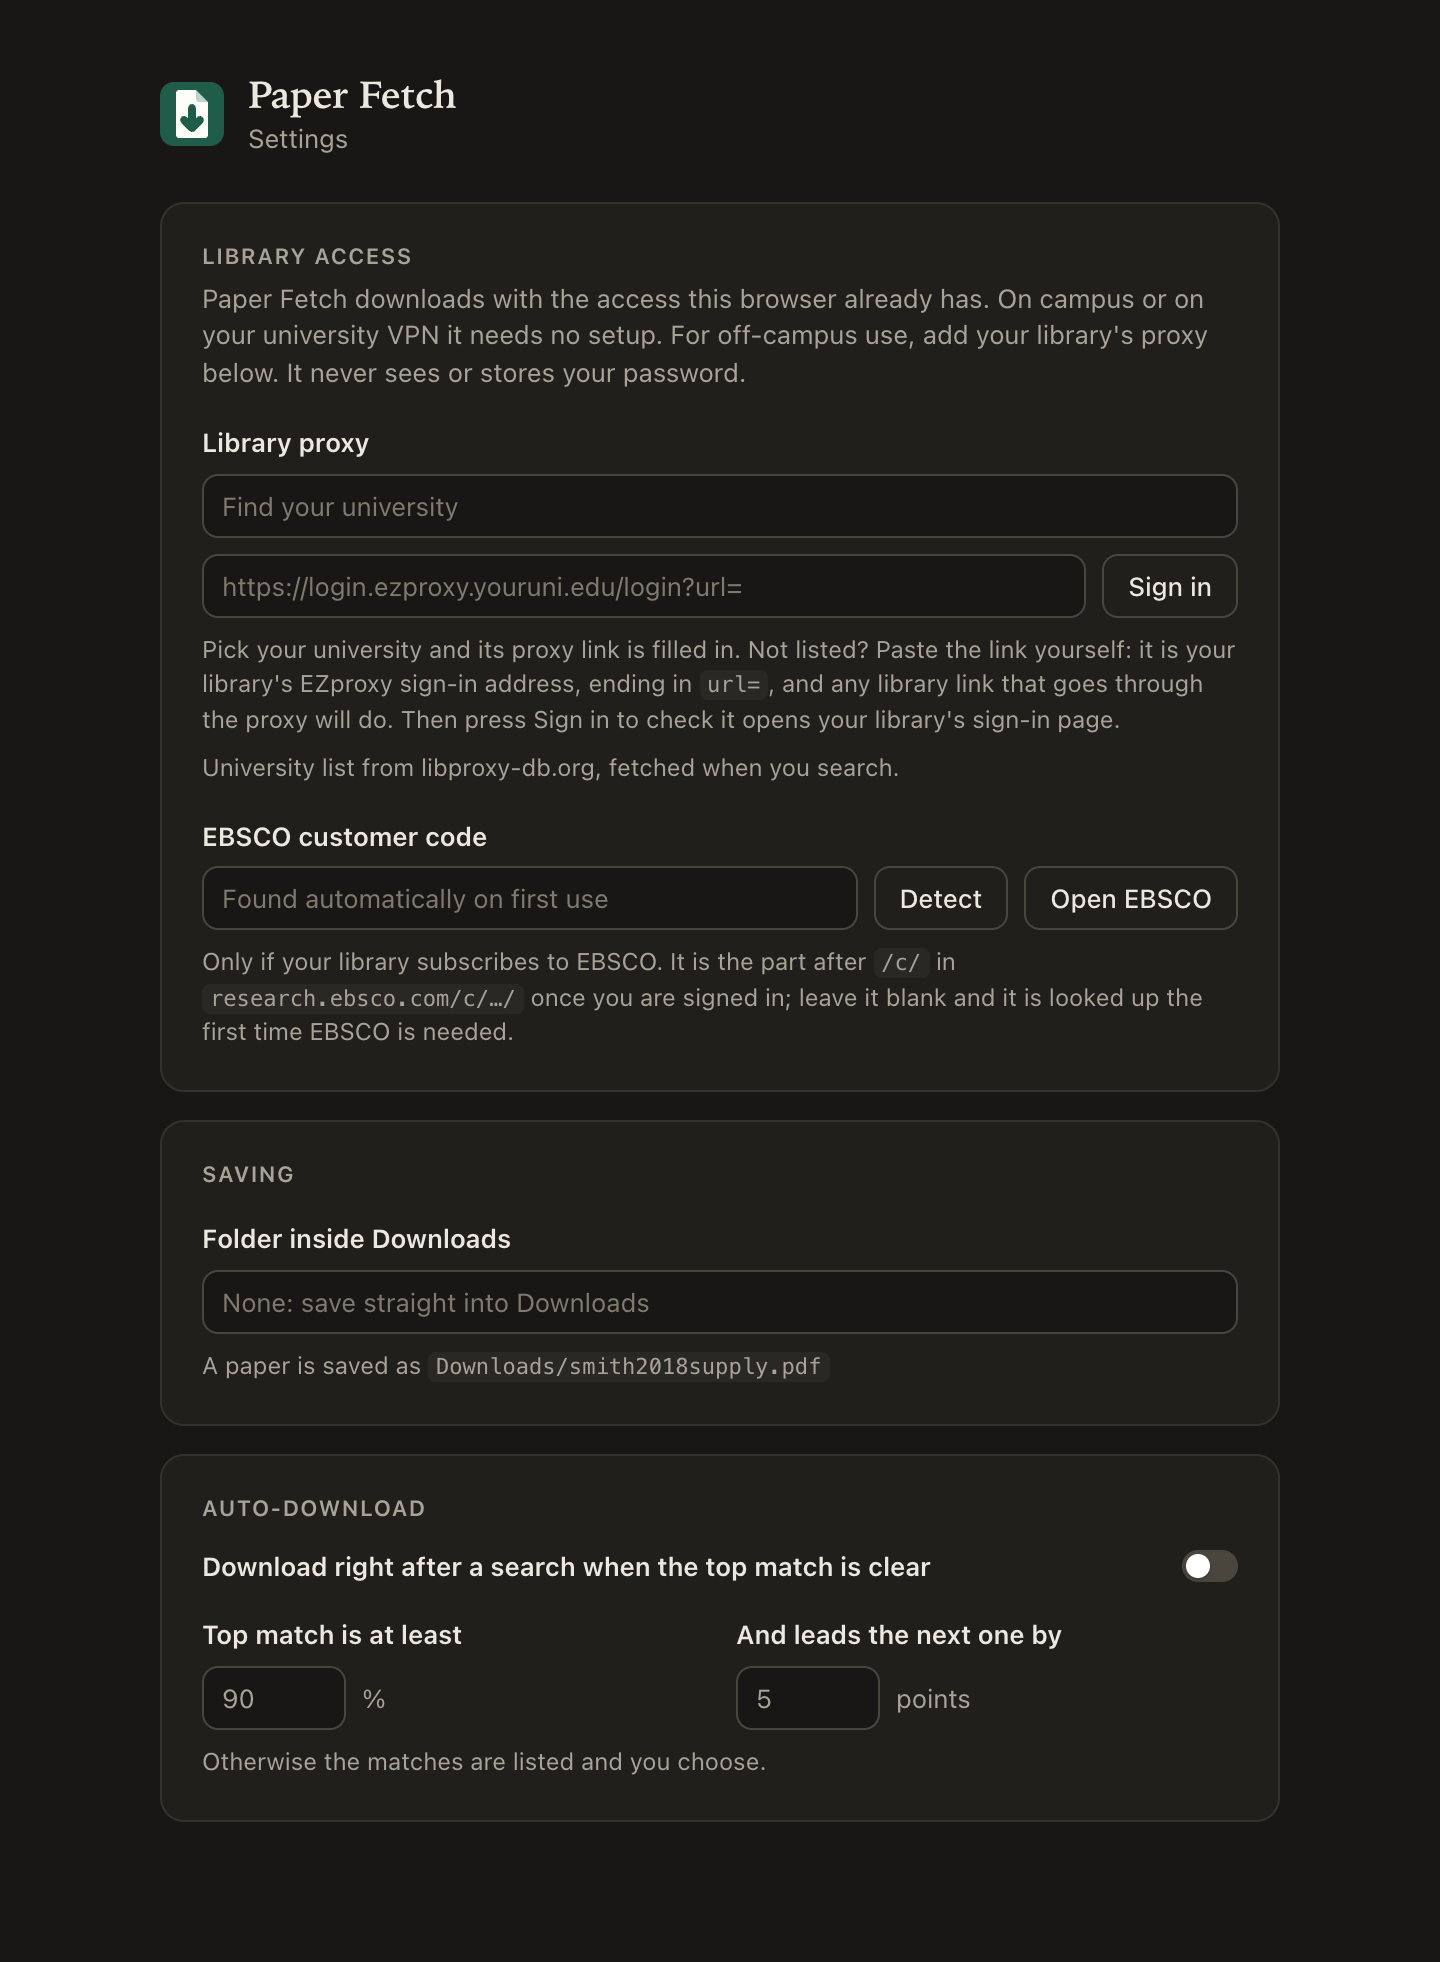 Paper Fetch
Settings
LIBRARY ACCESS
Paper Fetch downloads with the access this browser already has. On campus or on
your university VPN it needs no setup. For off-campus use, add your library's proxy
below. It never sees or stores your password.
Library proxy
Find your university
https://login.ezproxy.youruni.edu/login?url=
Sign in
Pick your university and its proxy link is filled in. Not listed? Paste the link yourself: it is your
library's EZproxy sign-in address, ending in url=, and any library link that goes through
the proxy will do. Then press Sign in to check it opens your library's sign-in page.
University list from libproxy-db.org, fetched when you search.
EBSCO customer code
Found automatically on first use
Detect
Open EBSCO
Only if your library subscribes to EBSCO. It is the part after /c/ in
research.ebsco.com/c/…/ once you are signed in; leave it blank and it is looked up the
first time EBSCO is needed.
SAVING
Folder inside Downloads
None: save straight into Downloads
A paper is saved as Downloads/smith2018supply.pdf
AUTO-DOWNLOAD
Download right after a search when the top match is clear
Top match is at least
90 %
And leads the next one by
5 points
Otherwise the matches are listed and you choose.